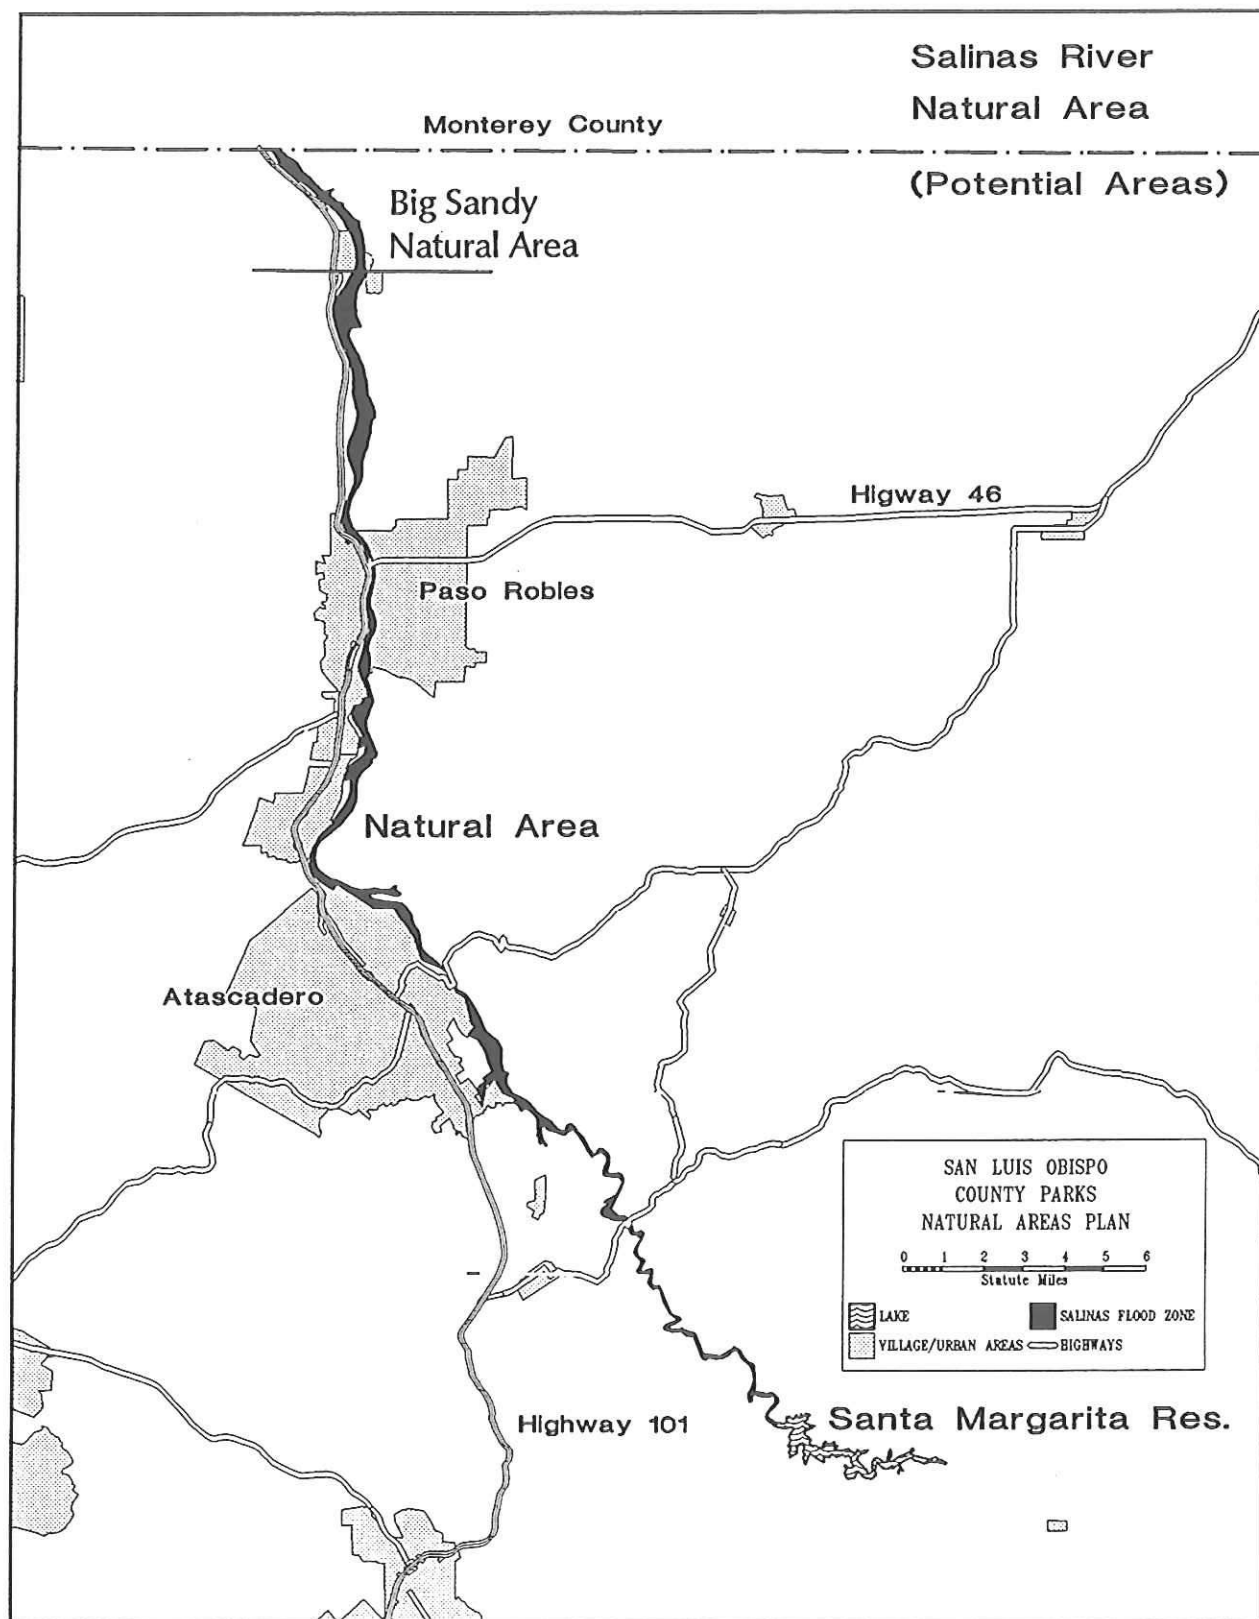 Salinas River
Natural Area
(Potential Areas)
Monterey County
Big Sandy
Natural Area
Higway 46
Paso Robles
Natural Area
Atascadero
SAN LUIS OBISPO
COUNTY PARKS
NATURAL AREAS PLAN
0 1 2 3 4 5 6
Statute Miles
LAKE
SALINAS FLOOD ZONE
VILLAGE/URBAN AREAS
HIGHWAYS
Highway 101
Santa Margarita Res.